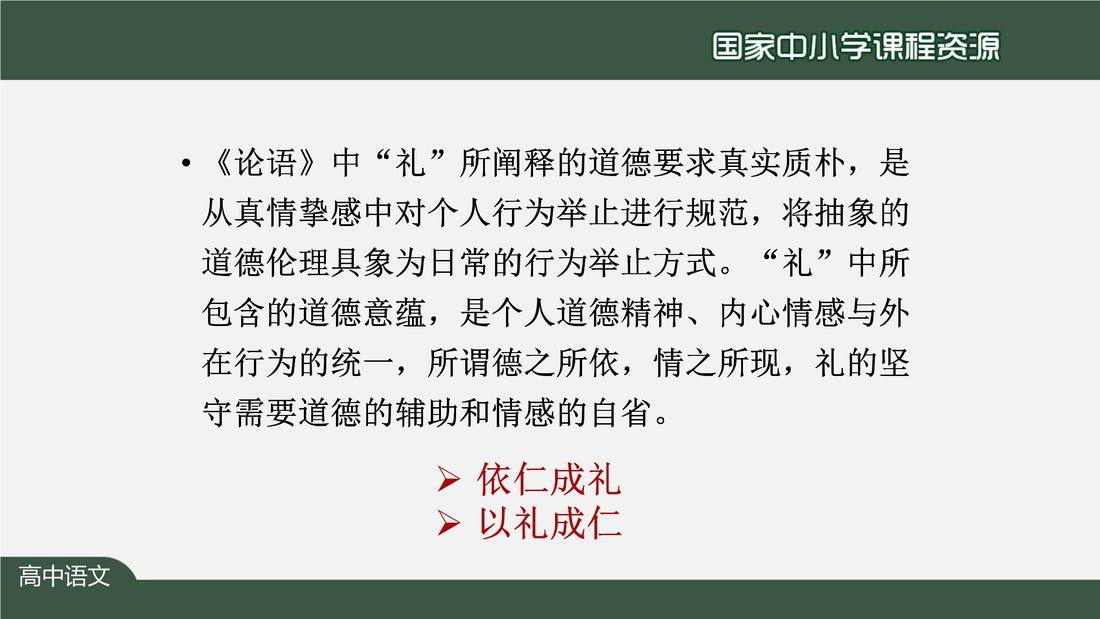 国家中小学课程资源
• 《论语》中“礼”所阐释的道德要求真实质朴，是
从真情挚感中对个人行为举止进行规范，将抽象的
道德伦理具象为日常的行为举止方式。“礼”中所
包含的道德意蕴，是个人道德精神、内心情感与外
在行为的统一，所谓德之所依，情之所现，礼的坚
守需要道德的辅助和情感的自省。
➢ 依仁成礼
➢ 以礼成仁
高中语文